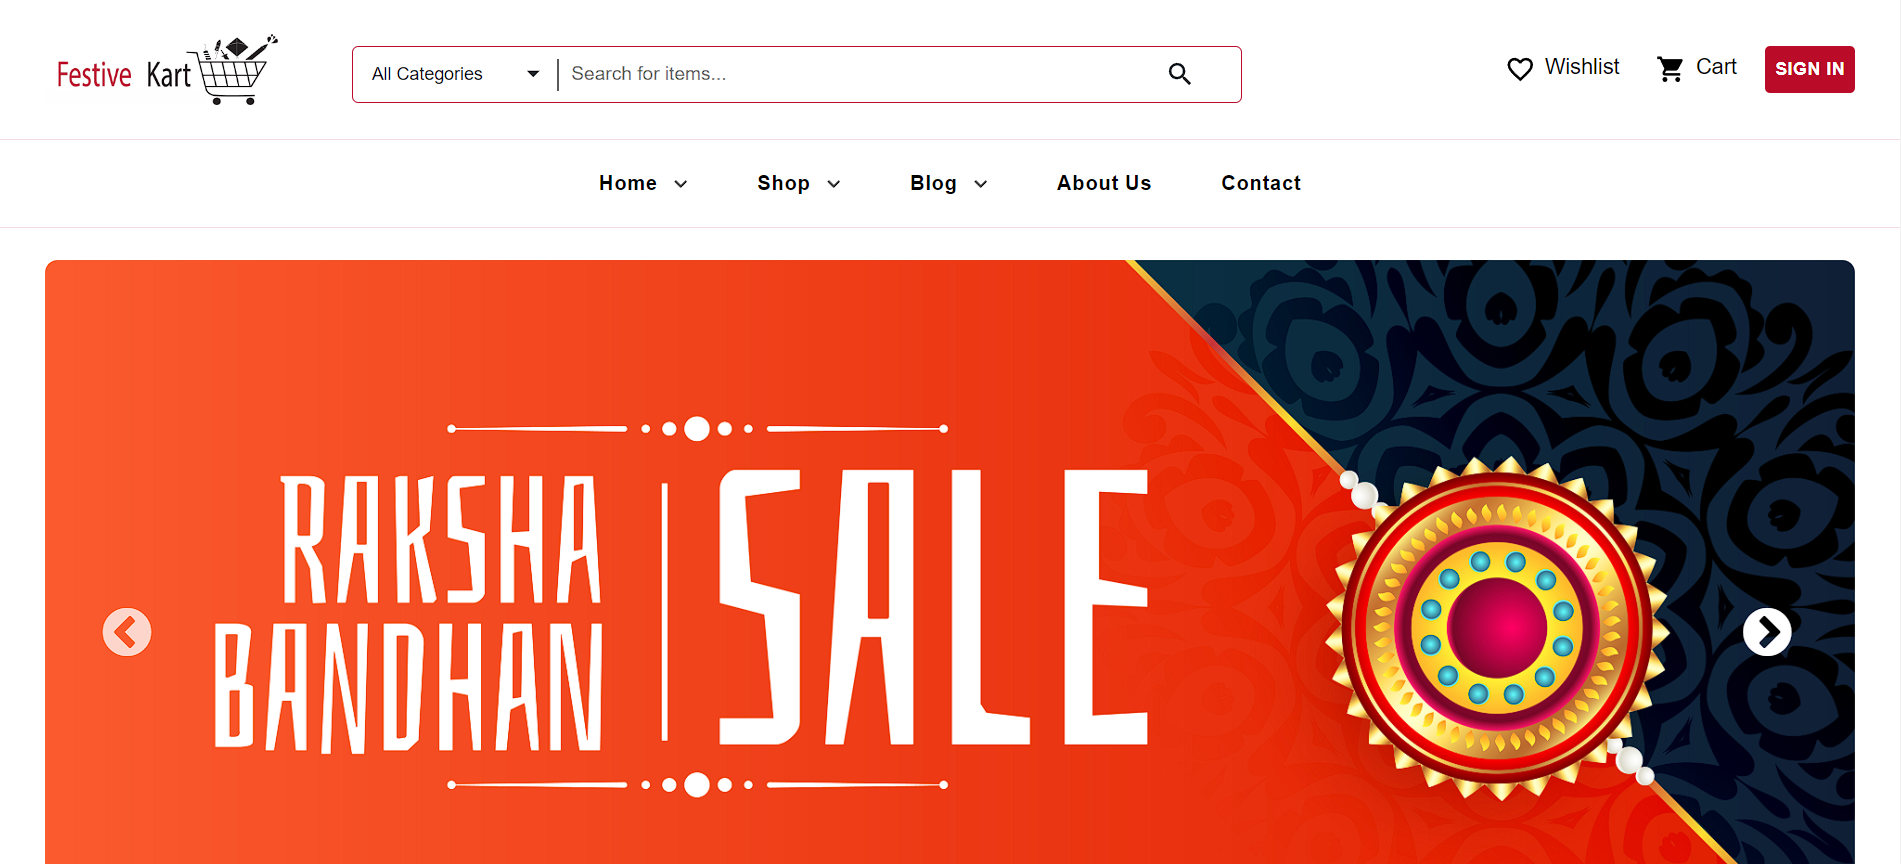 Festive Kart
All Categories
Search for items...
Wishlist
Cart
SIGN IN
Home
Shop
Blog
About Us
Contact
RAKSHA
BANDHAN
SALE